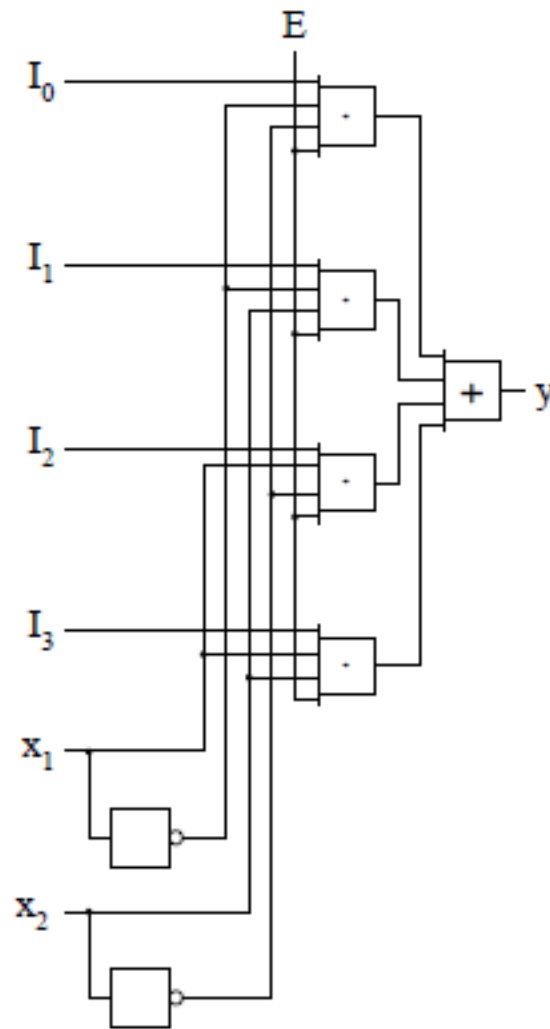 E
I₀
·
I₁
·
+ y
I₂
·
I₃
·
x₁
x₂